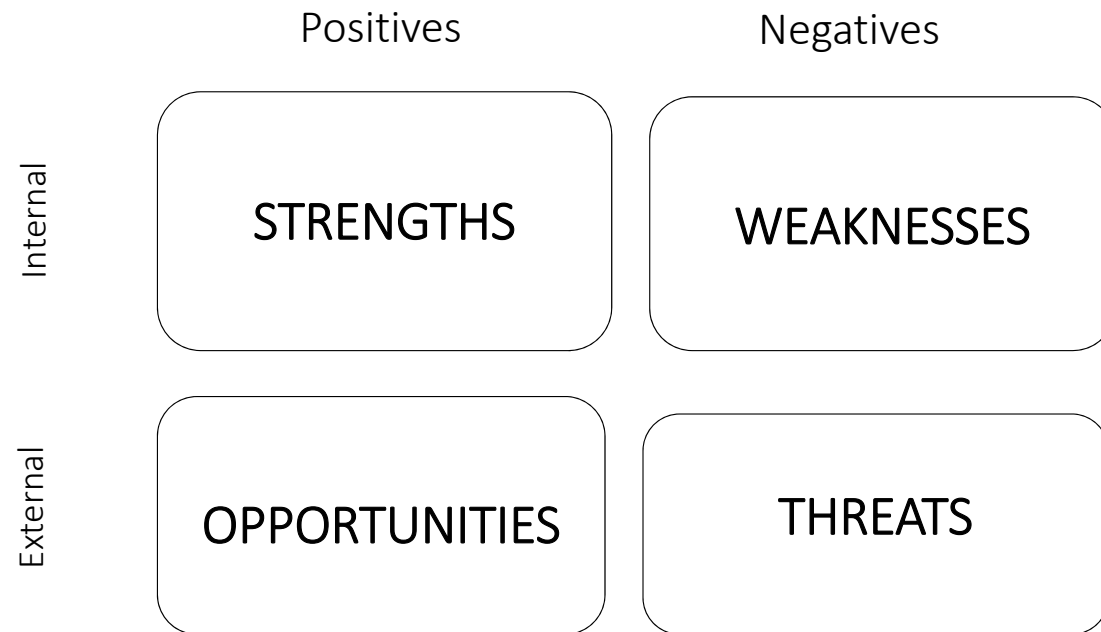 Positives
Negatives
Internal
STRENGTHS
WEAKNESSES
External
OPPORTUNITIES
THREATS